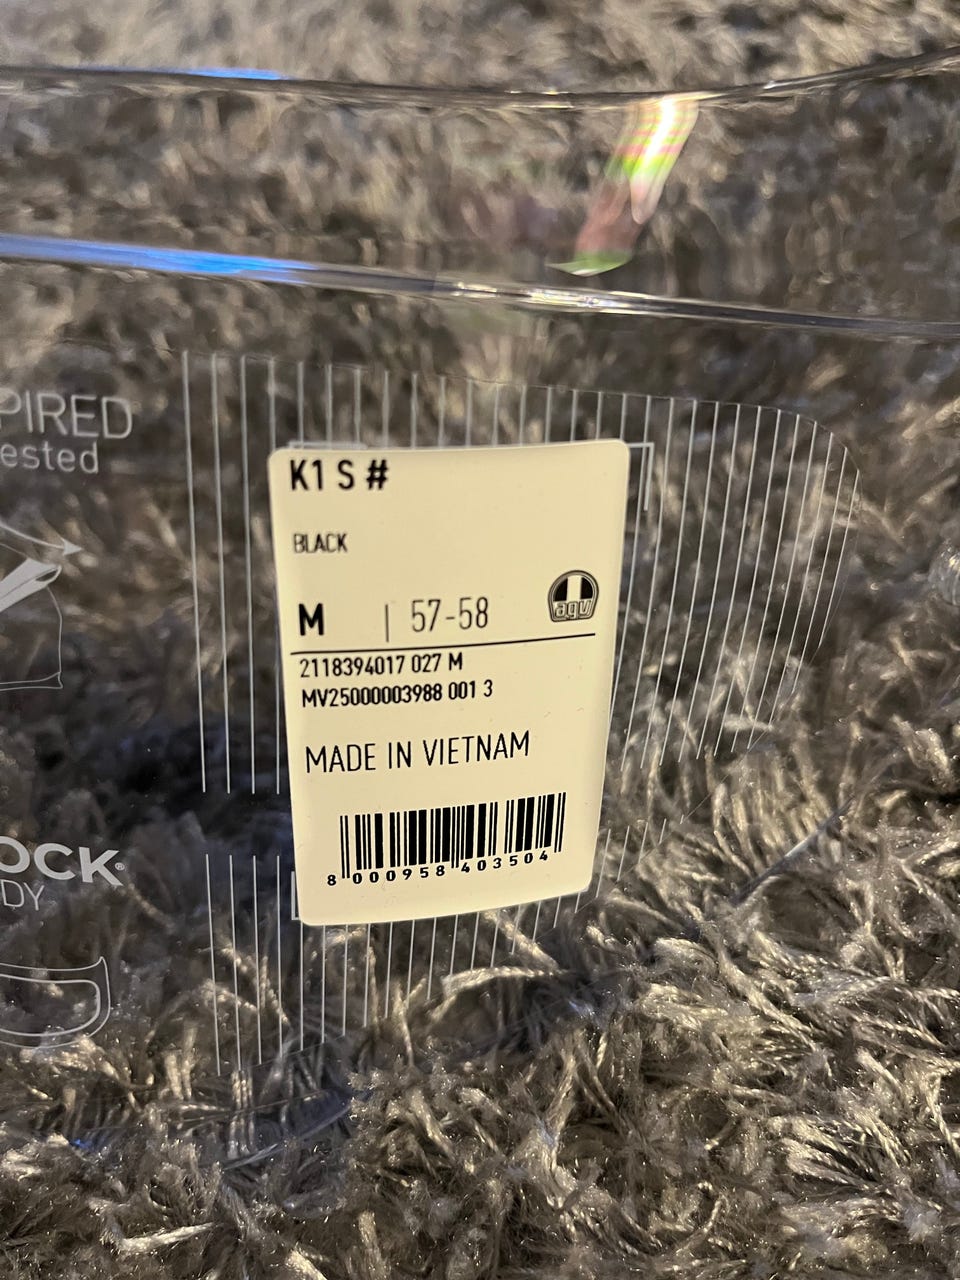 PIRED
ested
K1 S #
BLACK
M | 57-58
agv
2118394017 027 M
MV25000003988 001 3
MADE IN VIETNAM
8 000958 403504
OCK®
DY